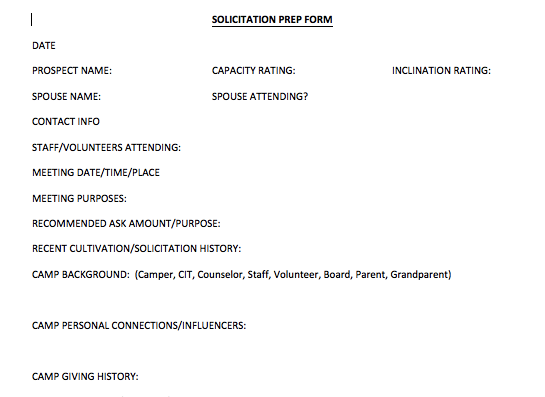 SOLICITATION PREP FORM
DATE
PROSPECT NAME: CAPACITY RATING: INCLINATION RATING:
SPOUSE NAME: SPOUSE ATTENDING?
CONTACT INFO
STAFF/VOLUNTEERS ATTENDING:
MEETING DATE/TIME/PLACE
MEETING PURPOSES:
RECOMMENDED ASK AMOUNT/PURPOSE:
RECENT CULTIVATION/SOLICITATION HISTORY:
CAMP BACKGROUND: (Camper, CIT, Counselor, Staff, Volunteer, Board, Parent, Grandparent)
CAMP PERSONAL CONNECTIONS/INFLUENCERS:
CAMP GIVING HISTORY: